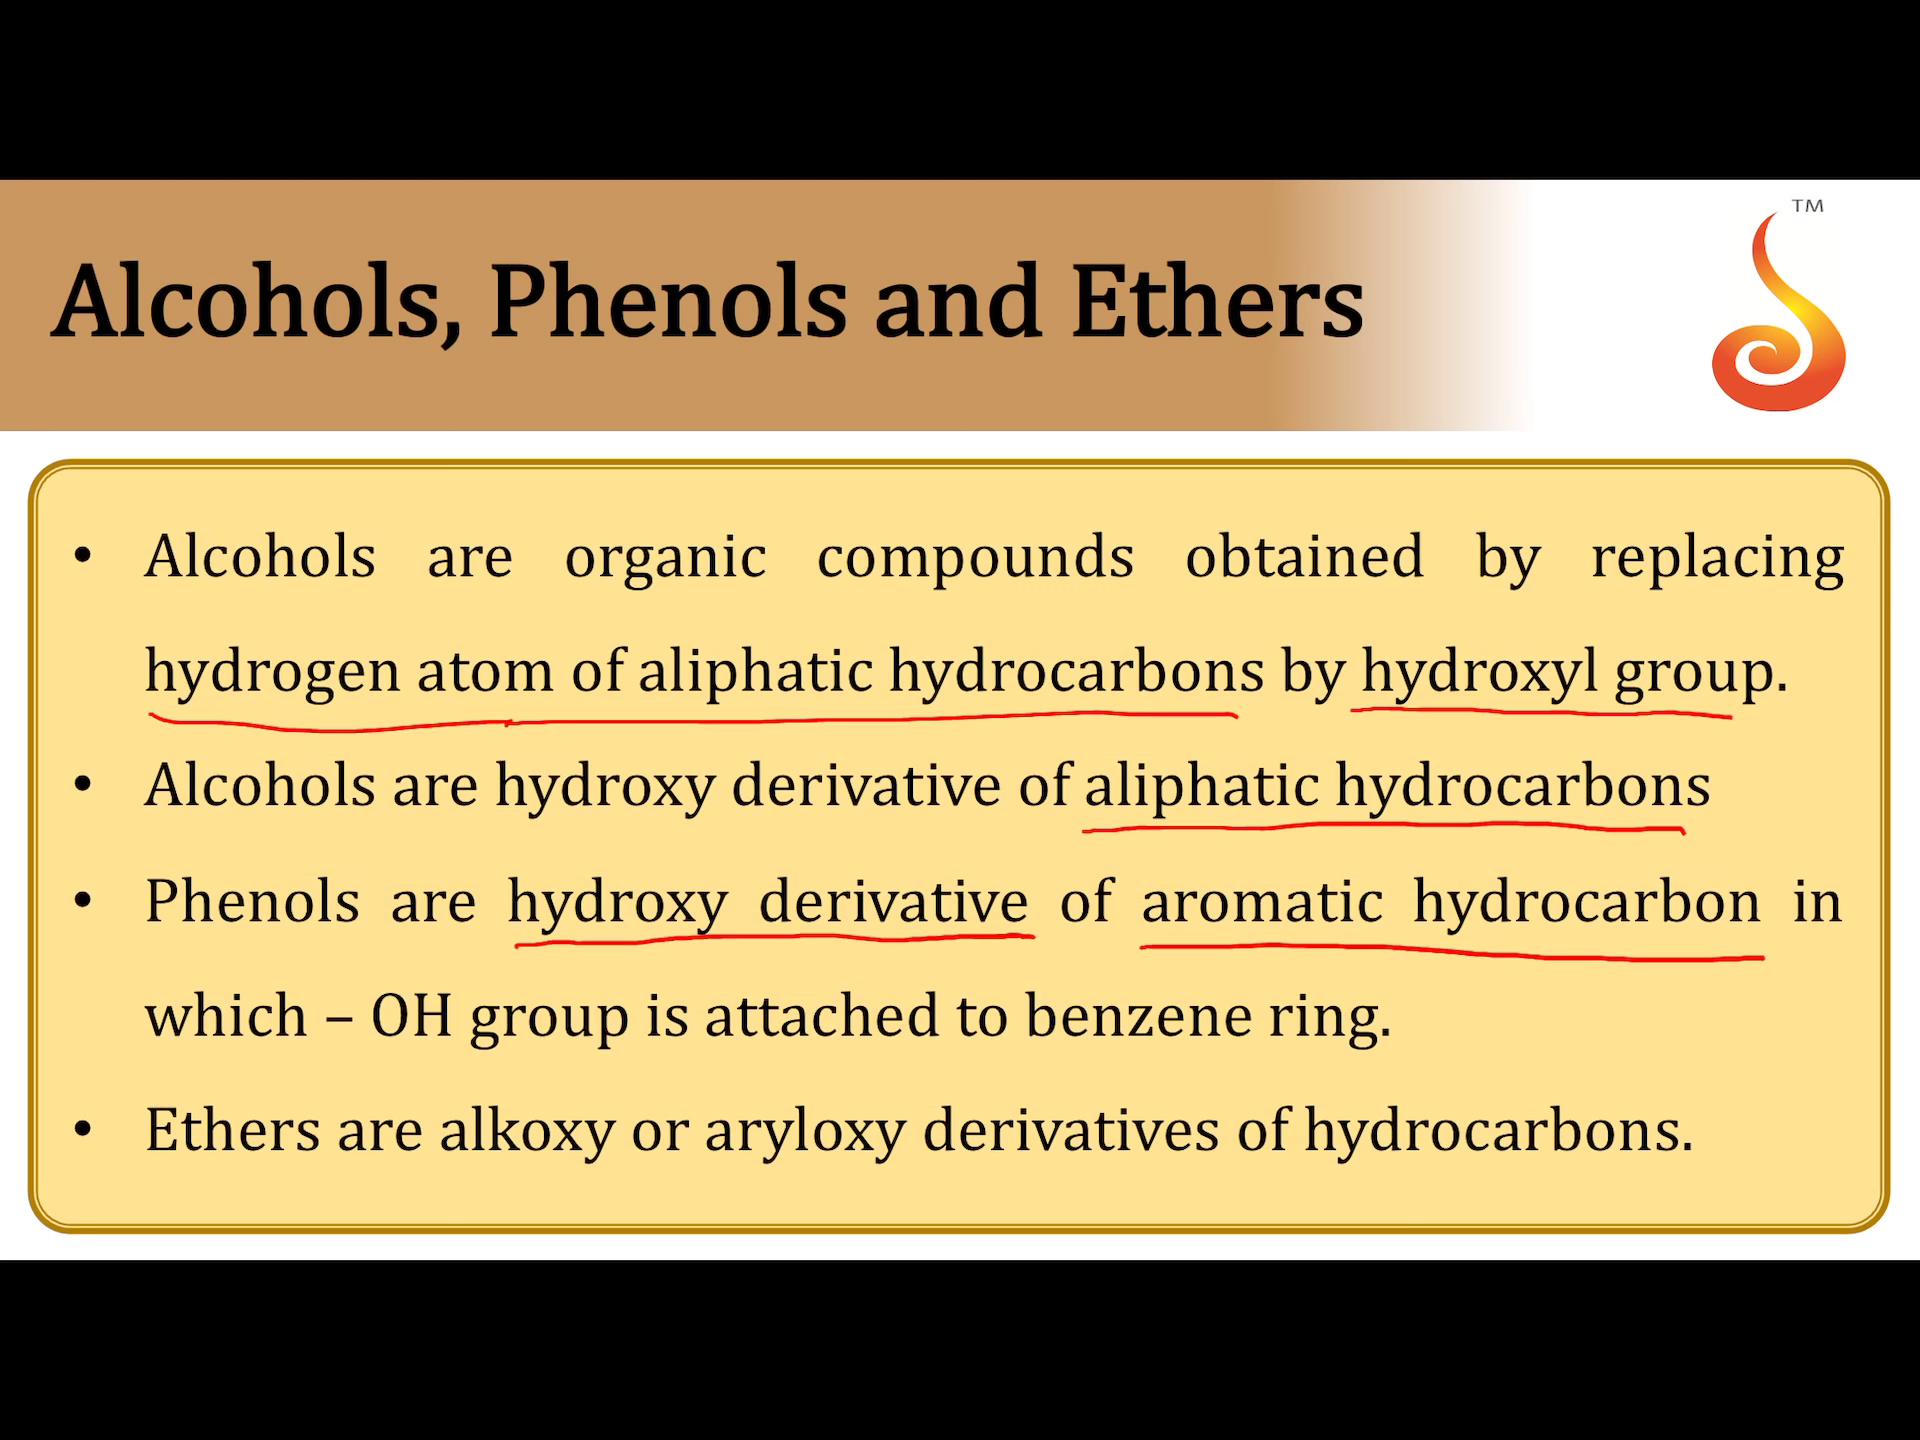 TM
Alcohols, Phenols and Ethers
• Alcohols are organic compounds obtained by replacing
hydrogen atom of aliphatic hydrocarbons by hydroxyl group.
• Alcohols are hydroxy derivative of aliphatic hydrocarbons
• Phenols are hydroxy derivative of aromatic hydrocarbon in
which – OH group is attached to benzene ring.
• Ethers are alkoxy or aryloxy derivatives of hydrocarbons.